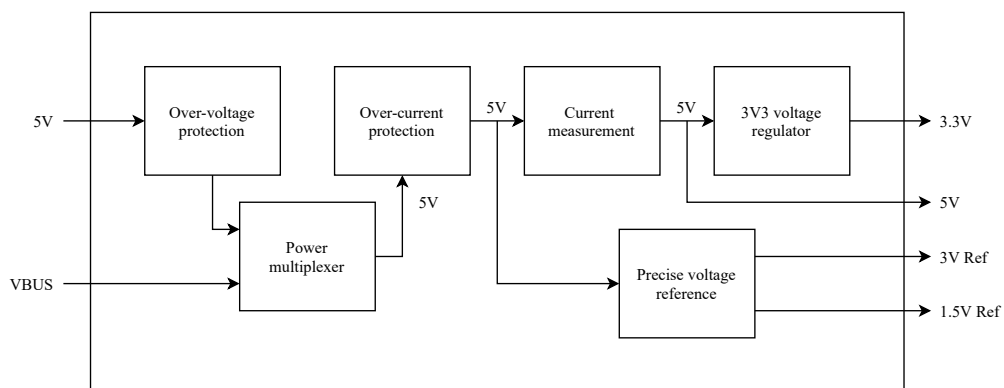 Over-voltage
protection
Over-current
protection
Current
measurement
3V3 voltage
regulator
5V
5V
5V
3.3V
5V
5V
Power
multiplexer
Precise voltage
reference
3V Ref
VBUS
1.5V Ref